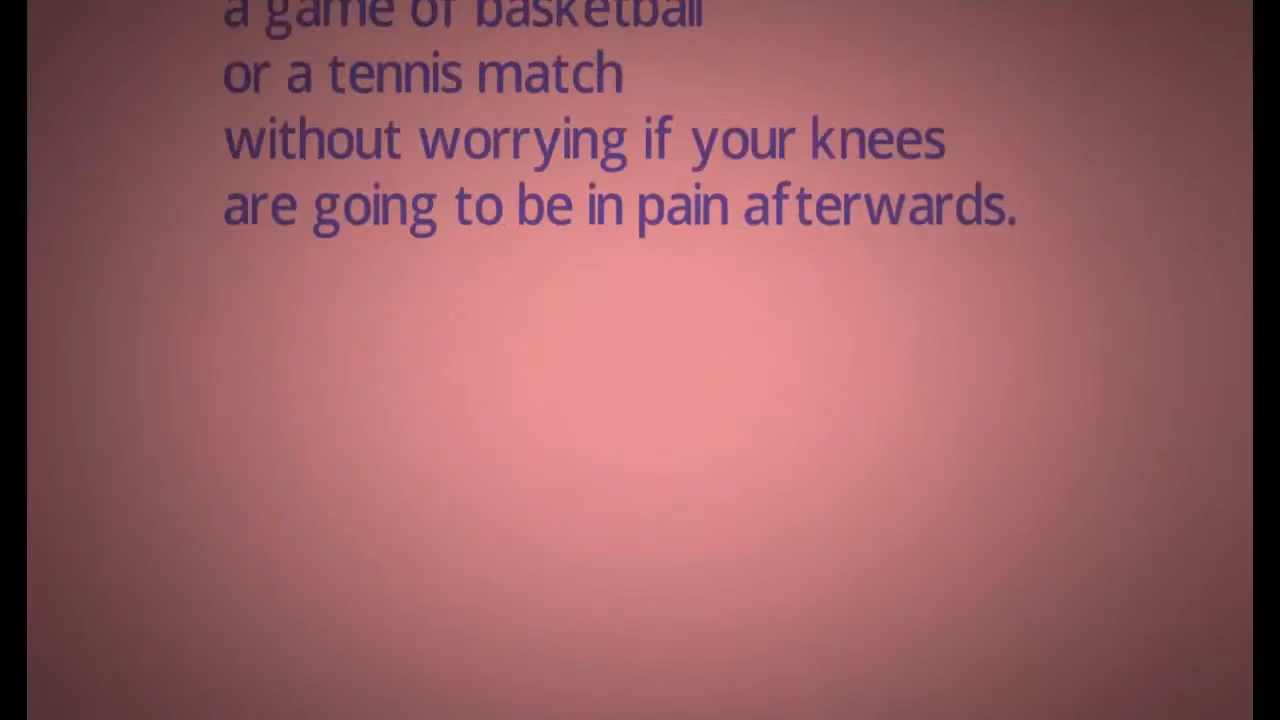 a game of basketball
or a tennis match
without worrying if your knees
are going to be in pain afterwards.